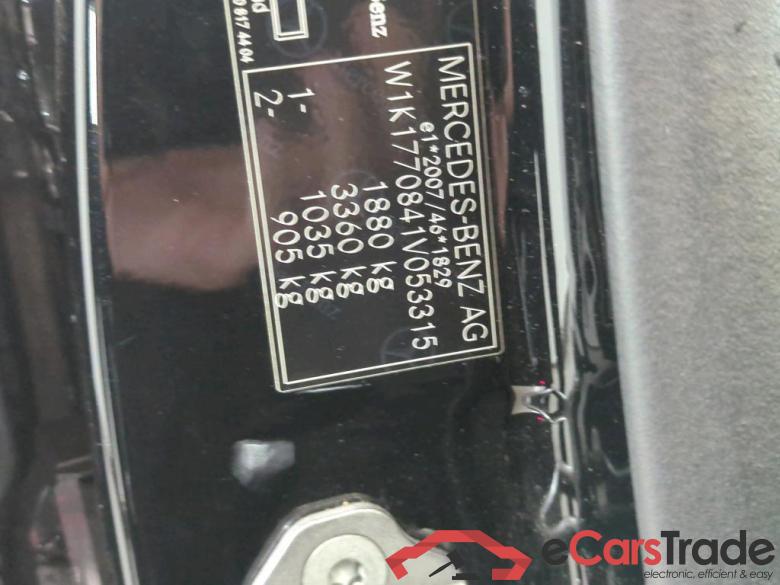 MERCEDES-BENZ AG
e1*2007/46*1829
W1K1770841V053315
1880 kg
3360 kg
1- 1035 kg
2- 905 kg
eCarsTrade
electronic, efficient & easy